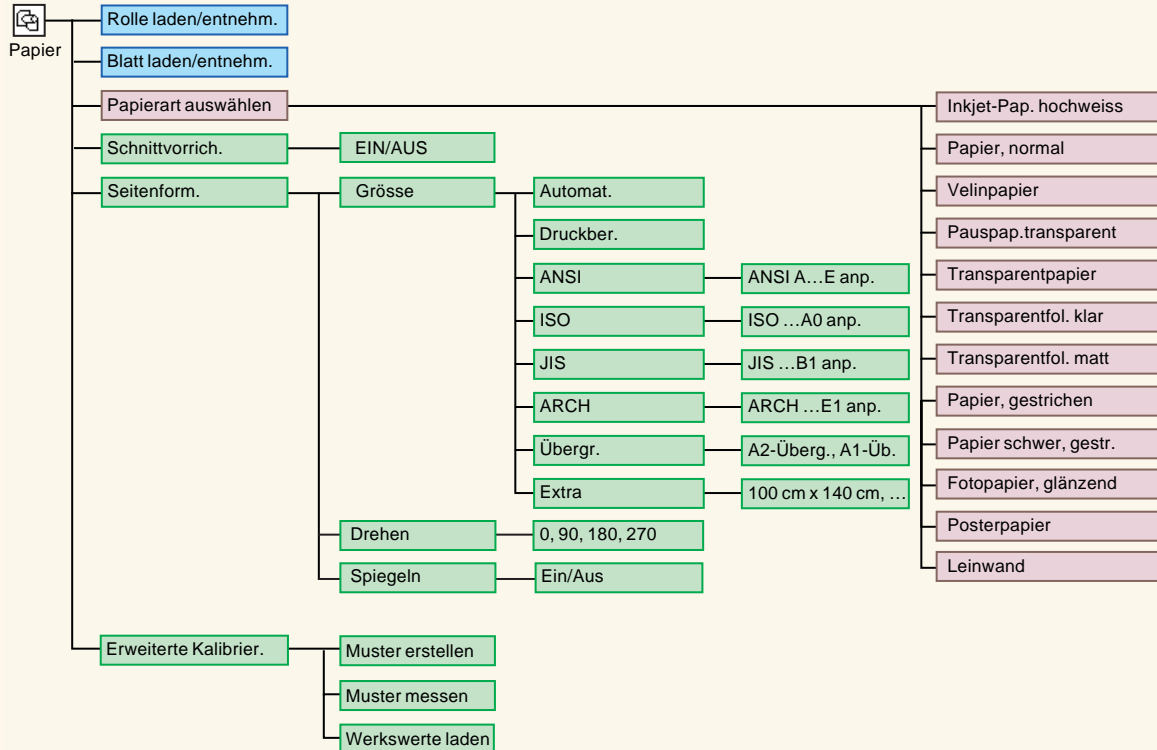 Papier
Rolle laden/entnehm.
Blatt laden/entnehm.
Papierart auswählen
Inkjet-Pap. hochweiss
Papier, normal
Velinpapier
Pauspap.transparent
Transparentpapier
Transparentfol. klar
Transparentfol. matt
Papier, gestrichen
Papier schwer, gestr.
Fotopapier, glänzend
Posterpapier
Leinwand
Schnittvorrich.
EIN/AUS
Seitenform.
Grösse
Automat.
Druckber.
ANSI
ANSI A…E anp.
ISO
ISO …A0 anp.
JIS
JIS …B1 anp.
ARCH
ARCH …E1 anp.
Übergr.
A2-Überg., A1-Üb.
Extra
100 cm x 140 cm, …
Drehen
0, 90, 180, 270
Spiegeln
Ein/Aus
Erweiterte Kalibrier.
Muster erstellen
Muster messen
Werkswerte laden